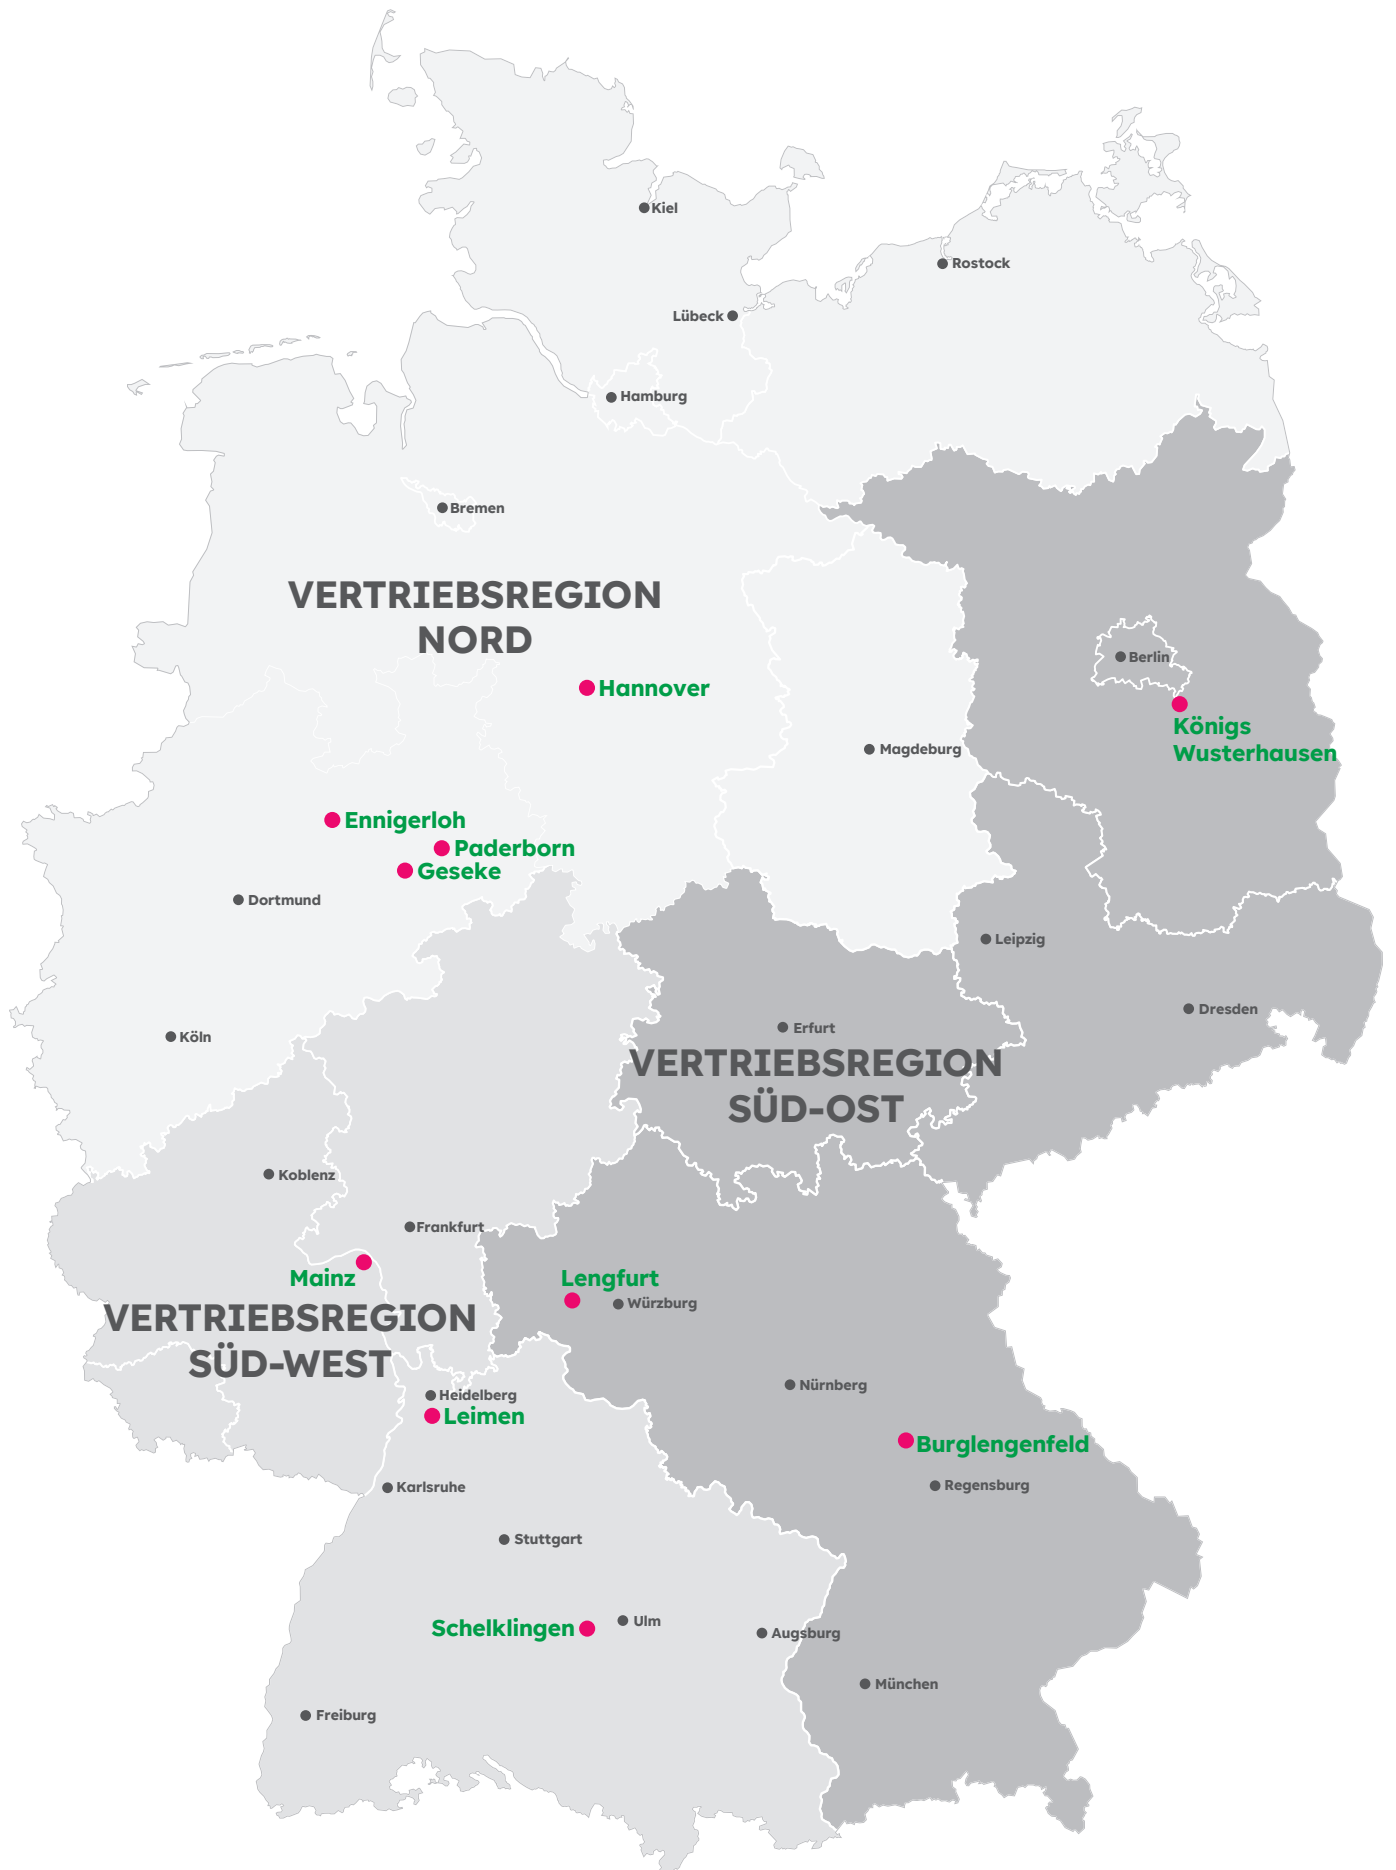 Kiel
Rostock
Lübeck
Hamburg
Bremen
VERTRIEBSREGION
NORD
Berlin
Hannover
Königs
Wusterhausen
Magdeburg
Ennigerloh
Paderborn
Geseke
Dortmund
Leipzig
Dresden
Erfurt
Köln
VERTRIEBSREGION
SÜD-OST
Koblenz
Frankfurt
Mainz
Lengfurt
Würzburg
VERTRIEBSREGION
SÜD-WEST
Nürnberg
Heidelberg
Leimen
Burglengenfeld
Regensburg
Karlsruhe
Stuttgart
Ulm
Schelklingen
Augsburg
München
Freiburg